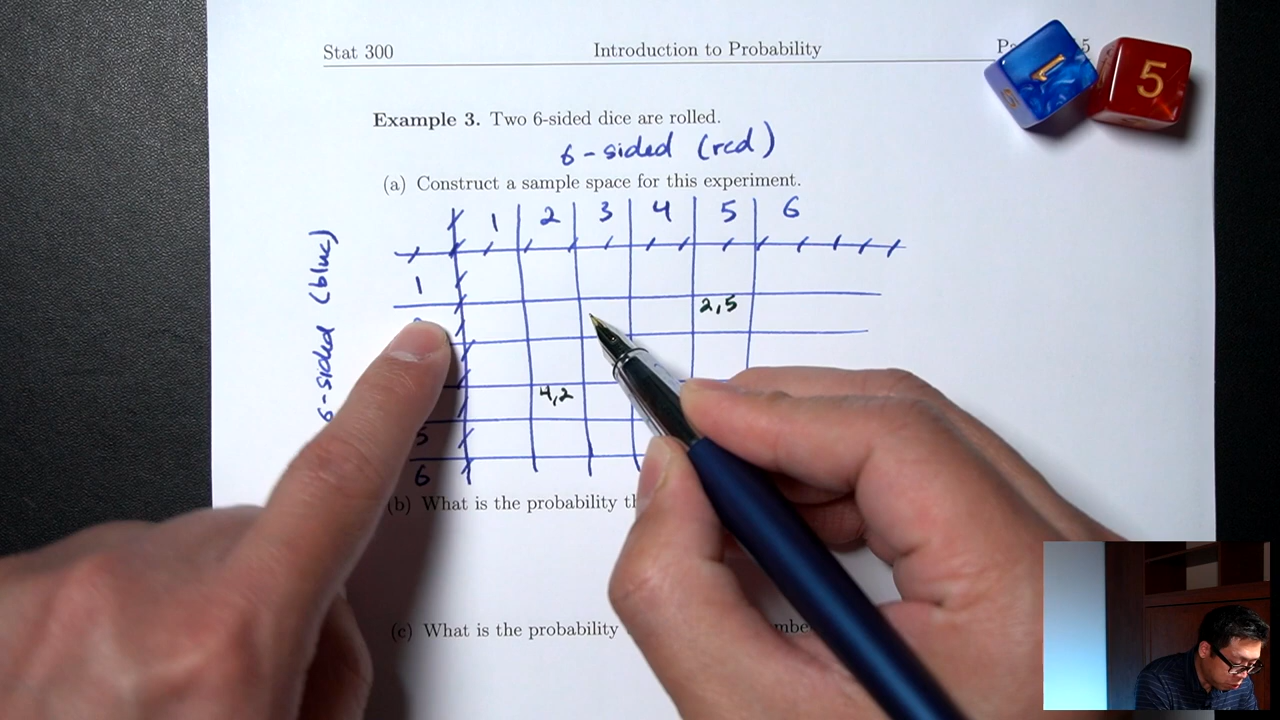 Stat 300 Introduction to Probability 5
Example 3. Two 6-sided dice are rolled.
6-sided (red)
(a) Construct a sample space for this experiment.
6-sided (blue)
1 2 3 4 5 6
1
2,5
4,2
5
6
(b) What is the probability
(c) What is the probability
1
5